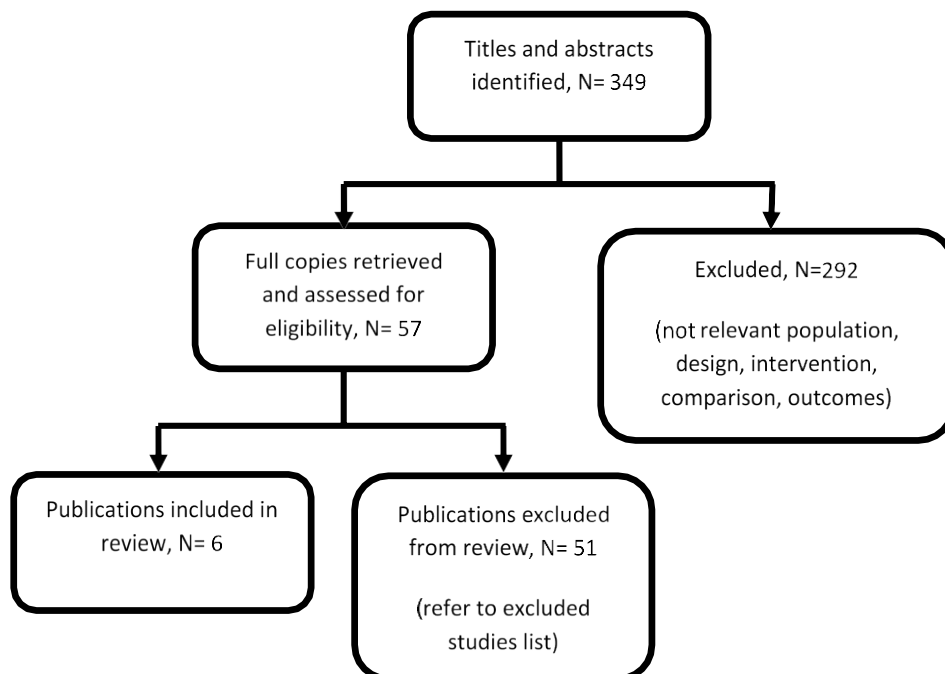 Titles and abstracts
identified, N= 349
Full copies retrieved
and assessed for
eligibility, N= 57
Excluded, N=292
(not relevant population,
design, intervention,
comparison, outcomes)
Publications included in
review, N= 6
Publications excluded
from review, N= 51
(refer to excluded
studies list)